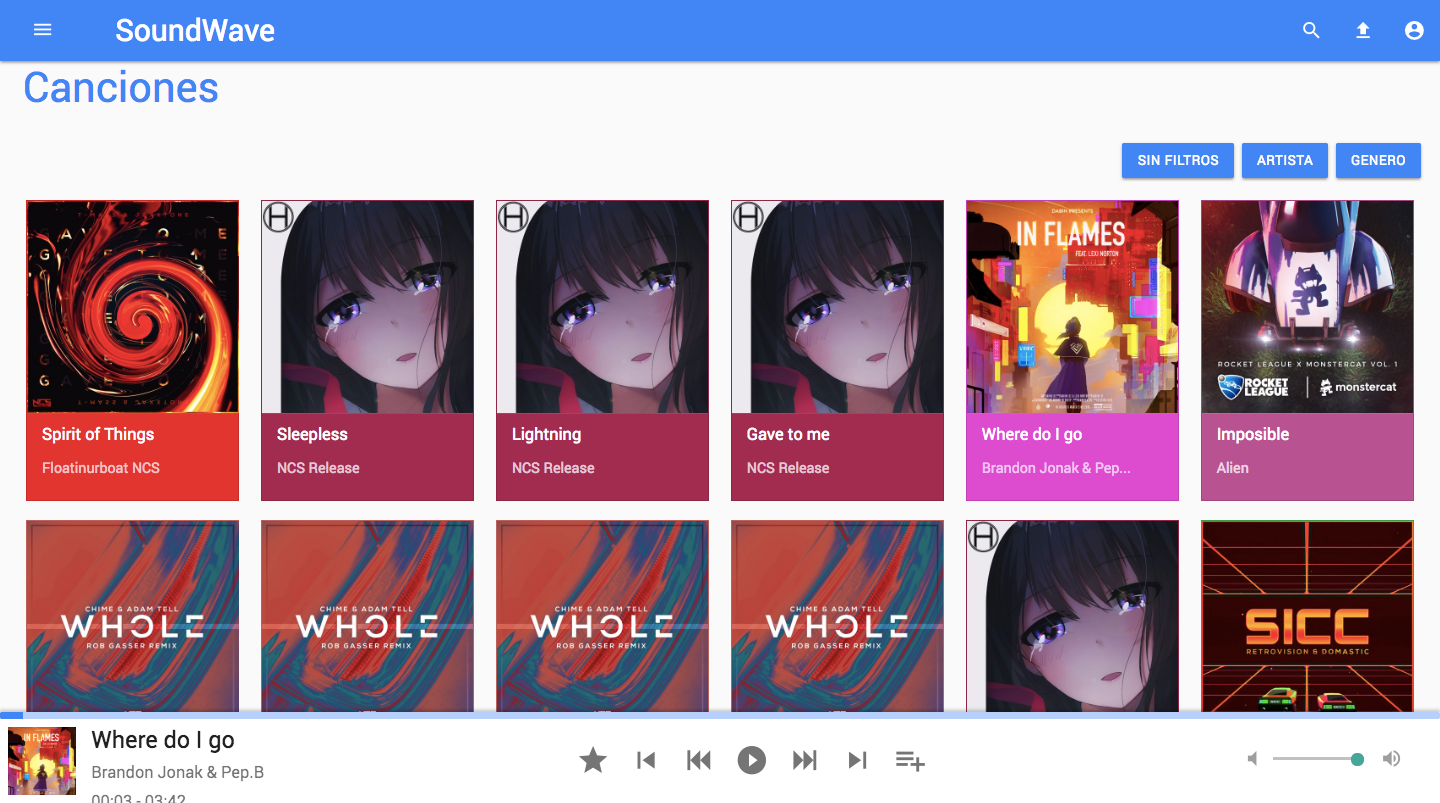 SoundWave
Canciones
SIN FILTROS
ARTISTA
GENERO
IN FLAMES
FEAT. LEXI NORTON
ROCKET LEAGUE X MONSTERCAT VOL. 1
ROCKET
LEAGUE
monstercat
NCS
Spirit of Things
Floatinurboat NCS
Sleepless
NCS Release
Lightning
NCS Release
Gave to me
NCS Release
Where do I go
Brandon Jonak & Pep...
Imposible
Alien
CHIME & ADAM TELL
WHOLE
ROB GASSER REMIX
CHIME & ADAM TELL
WHOLE
ROB GASSER REMIX
CHIME & ADAM TELL
WHOLE
ROB GASSER REMIX
CHIME & ADAM TELL
WHOLE
ROB GASSER REMIX
SICC
RETROVISION & DOMASTIC
IN FLAMES
Where do I go
Brandon Jonak & Pep.B
00:03 - 03:42